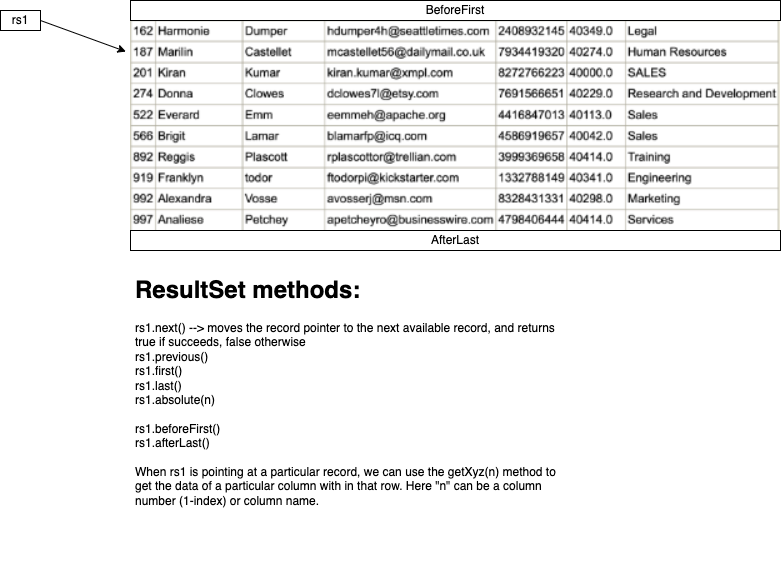 rs1
BeforeFirst
162 Harmonie Dumper hdumper4h@seattletimes.com 2408932145 40349.0 Legal
187 Marilin Castellet mcastellet56@dailymail.co.uk 7934419320 40274.0 Human Resources
201 Kiran Kumar kiran.kumar@xmpl.com 8272766223 40000.0 SALES
274 Donna Clowes dclowes7l@etsy.com 7691566651 40229.0 Research and Development
522 Everard Emm eemmeh@apache.org 4416847013 40113.0 Sales
566 Brigit Lamar blamarfp@icq.com 4586919657 40042.0 Sales
892 Reggis Plascott rplascottor@trellian.com 3999369658 40414.0 Training
919 Franklyn todor ftodorpi@kickstarter.com 1332788149 40341.0 Engineering
992 Alexandra Vosse avosserj@msn.com 8328431331 40298.0 Marketing
997 Analiese Petchey apetcheyro@businesswire.com 4798406444 40414.0 Services
AfterLast
ResultSet methods:
rs1.next() --> moves the record pointer to the next available record, and returns
true if succeeds, false otherwise
rs1.previous()
rs1.first()
rs1.last()
rs1.absolute(n)
rs1.beforeFirst()
rs1.afterLast()
When rs1 is pointing at a particular record, we can use the getXyz(n) method to
get the data of a particular column with in that row. Here "n" can be a column
number (1-index) or column name.